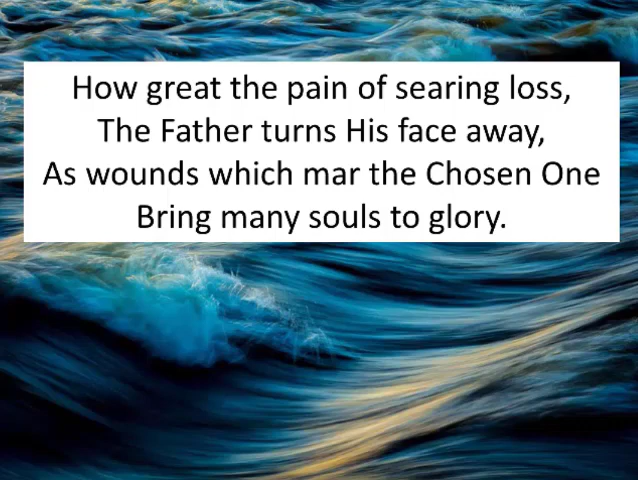 How great the pain of searing loss,
The Father turns His face away,
As wounds which mar the Chosen One
Bring many souls to glory.